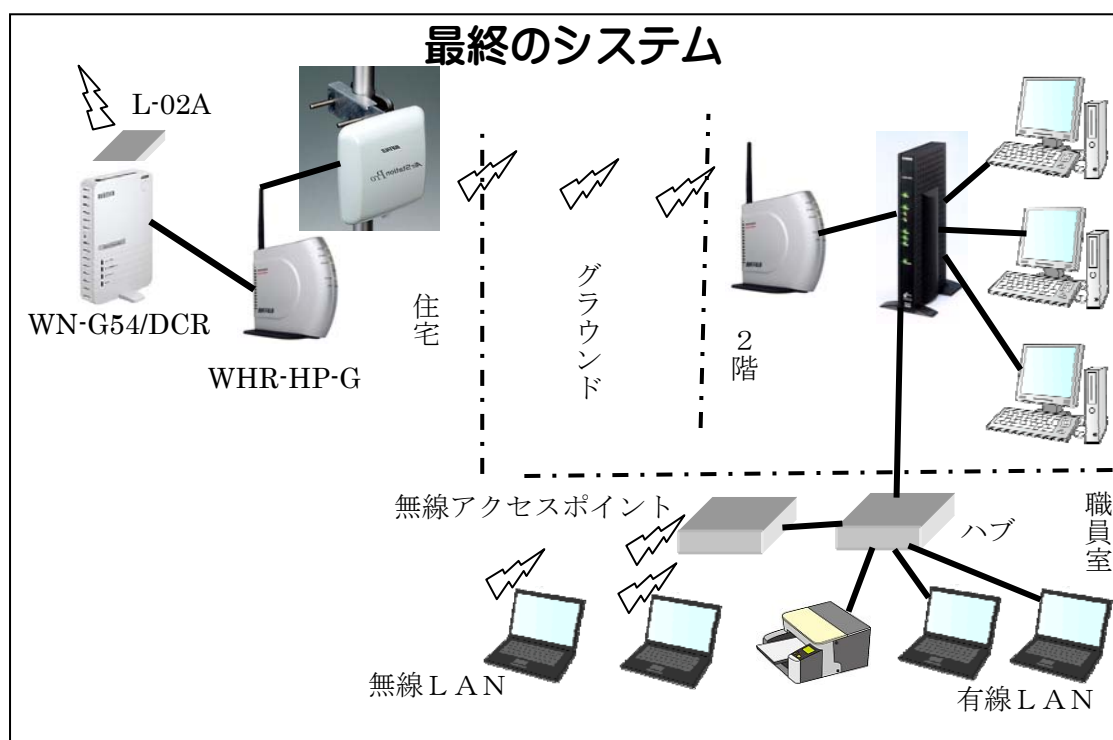 最終のシステム
L-02A
WN-G54/DCR
WHR-HP-G
住宅
グラウンド
２階
無線アクセスポイント
ハブ
職員室
無線ＬＡＮ
有線ＬＡＮ